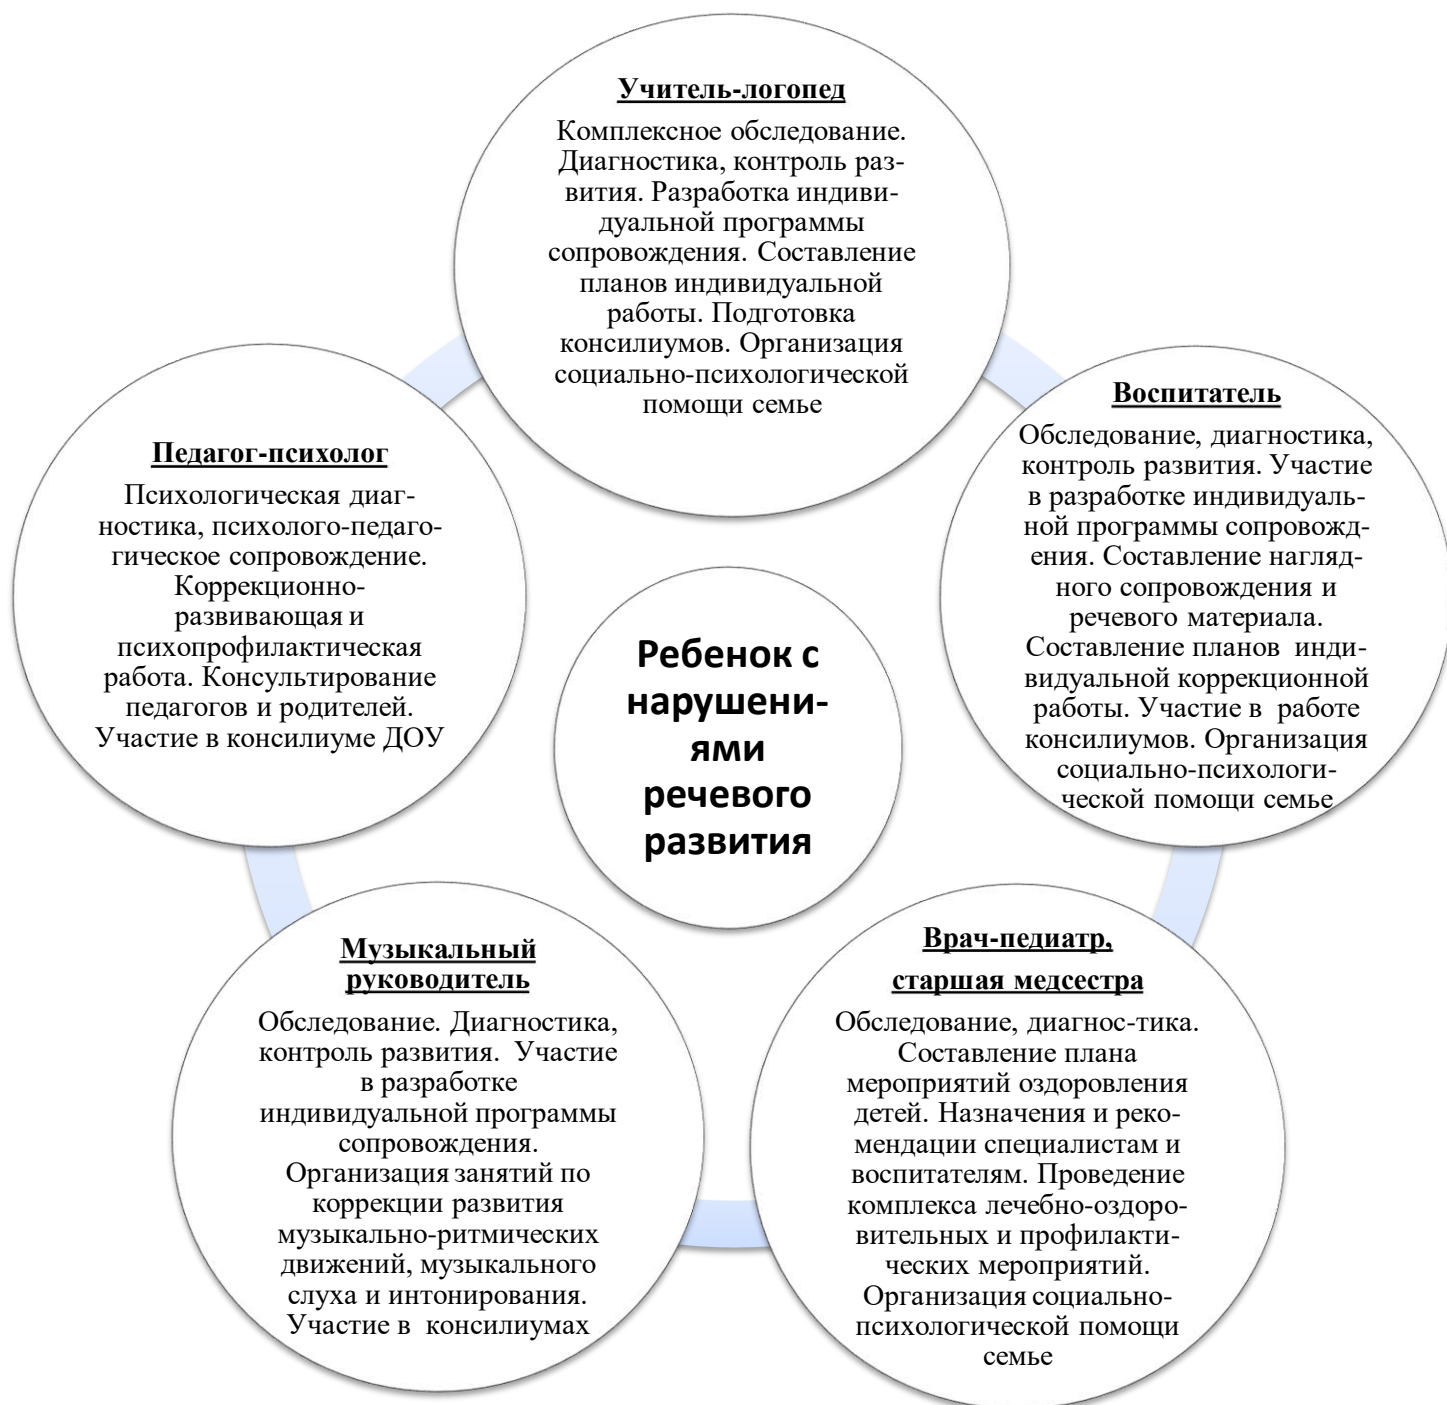 Учитель-логопед
Комплексное обследование.
Диагностика, контроль раз-
вития. Разработка индиви-
дуальной программы
сопровождения. Составление
планов индивидуальной
работы. Подготовка
консилиумов. Организация
социально-психологической
помощи семье
Воспитатель
Обследование, диагностика,
контроль развития. Участие
в разработке индивидуаль-
ной программы сопровожд-
ения. Составление нагляд-
ного сопровождения и
речевого материала.
Составление планов инди-
видуальной коррекционной
работы. Участие в работе
консилиумов. Организация
социально-психологи-
ческой помощи семье
Врач-педиатр,
старшая медсестра
Обследование, диагнос-тика.
Составление плана
мероприятий оздоровления
детей. Назначения и реко-
мендации специалистам и
воспитателям. Проведение
комплекса лечебно-оздоро-
вительных и профилакти-
ческих мероприятий.
Организация социально-
психологической помощи
семье
Музыкальный
руководитель
Обследование. Диагностика,
контроль развития. Участие
в разработке
индивидуальной программы
сопровождения.
Организация занятий по
коррекции развития
музыкально-ритмических
движений, музыкального
слуха и интонирования.
Участие в консилиумах
Педагог-психолог
Психологическая диаг-
ностика, психолого-педаго-
гическое сопровождение.
Коррекционно-
развивающая и
психопрофилактическая
работа. Консультирование
педагогов и родителей.
Участие в консилиуме ДОУ
Ребенок с
нарушени-
ями
речевого
развития